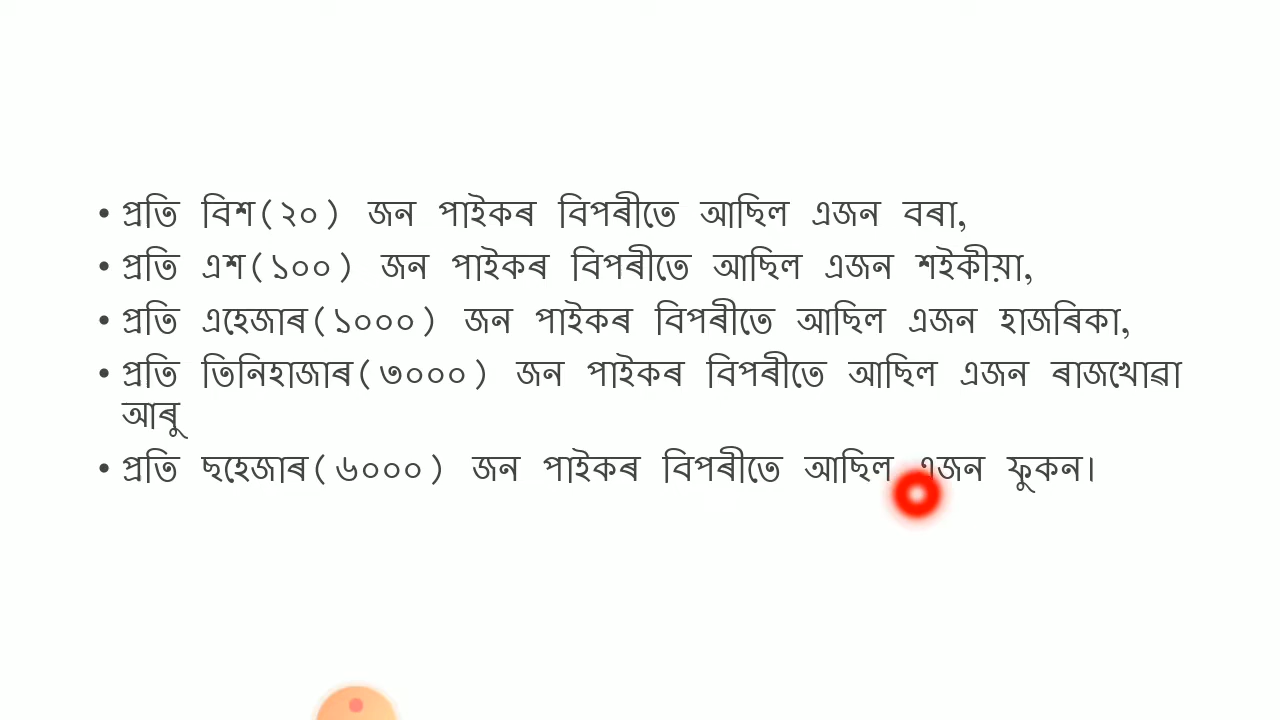 • প্ৰতি বিশ(২০) জন পাইকৰ বিপৰীতে আছিল এজন বৰা,
• প্ৰতি এশ(১০০) জন পাইকৰ বিপৰীতে আছিল এজন শইকীয়া,
• প্ৰতি এহেজাৰ(১০০০) জন পাইকৰ বিপৰীতে আছিল এজন হাজৰিকা,
• প্ৰতি তিনিহাজাৰ(৩০০০) জন পাইকৰ বিপৰীতে আছিল এজন ৰাজখোৱা
আৰু
• প্ৰতি ছহেজাৰ(৬০০০) জন পাইকৰ বিপৰীতে আছিল এজন ফুকন।